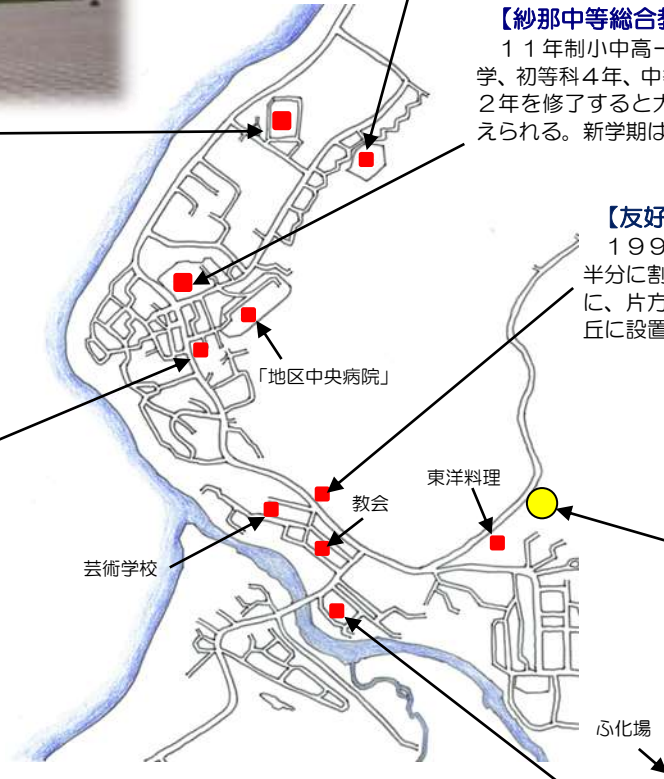 【紗那中等総合
11年制小中高一
学、初等科4年、中
2年を修了すると
えられる。新学期は
【友好
199
半分に割
に、片方
丘に設置
「地区中央病院」
東洋料理
教会
芸術学校
ふ化場